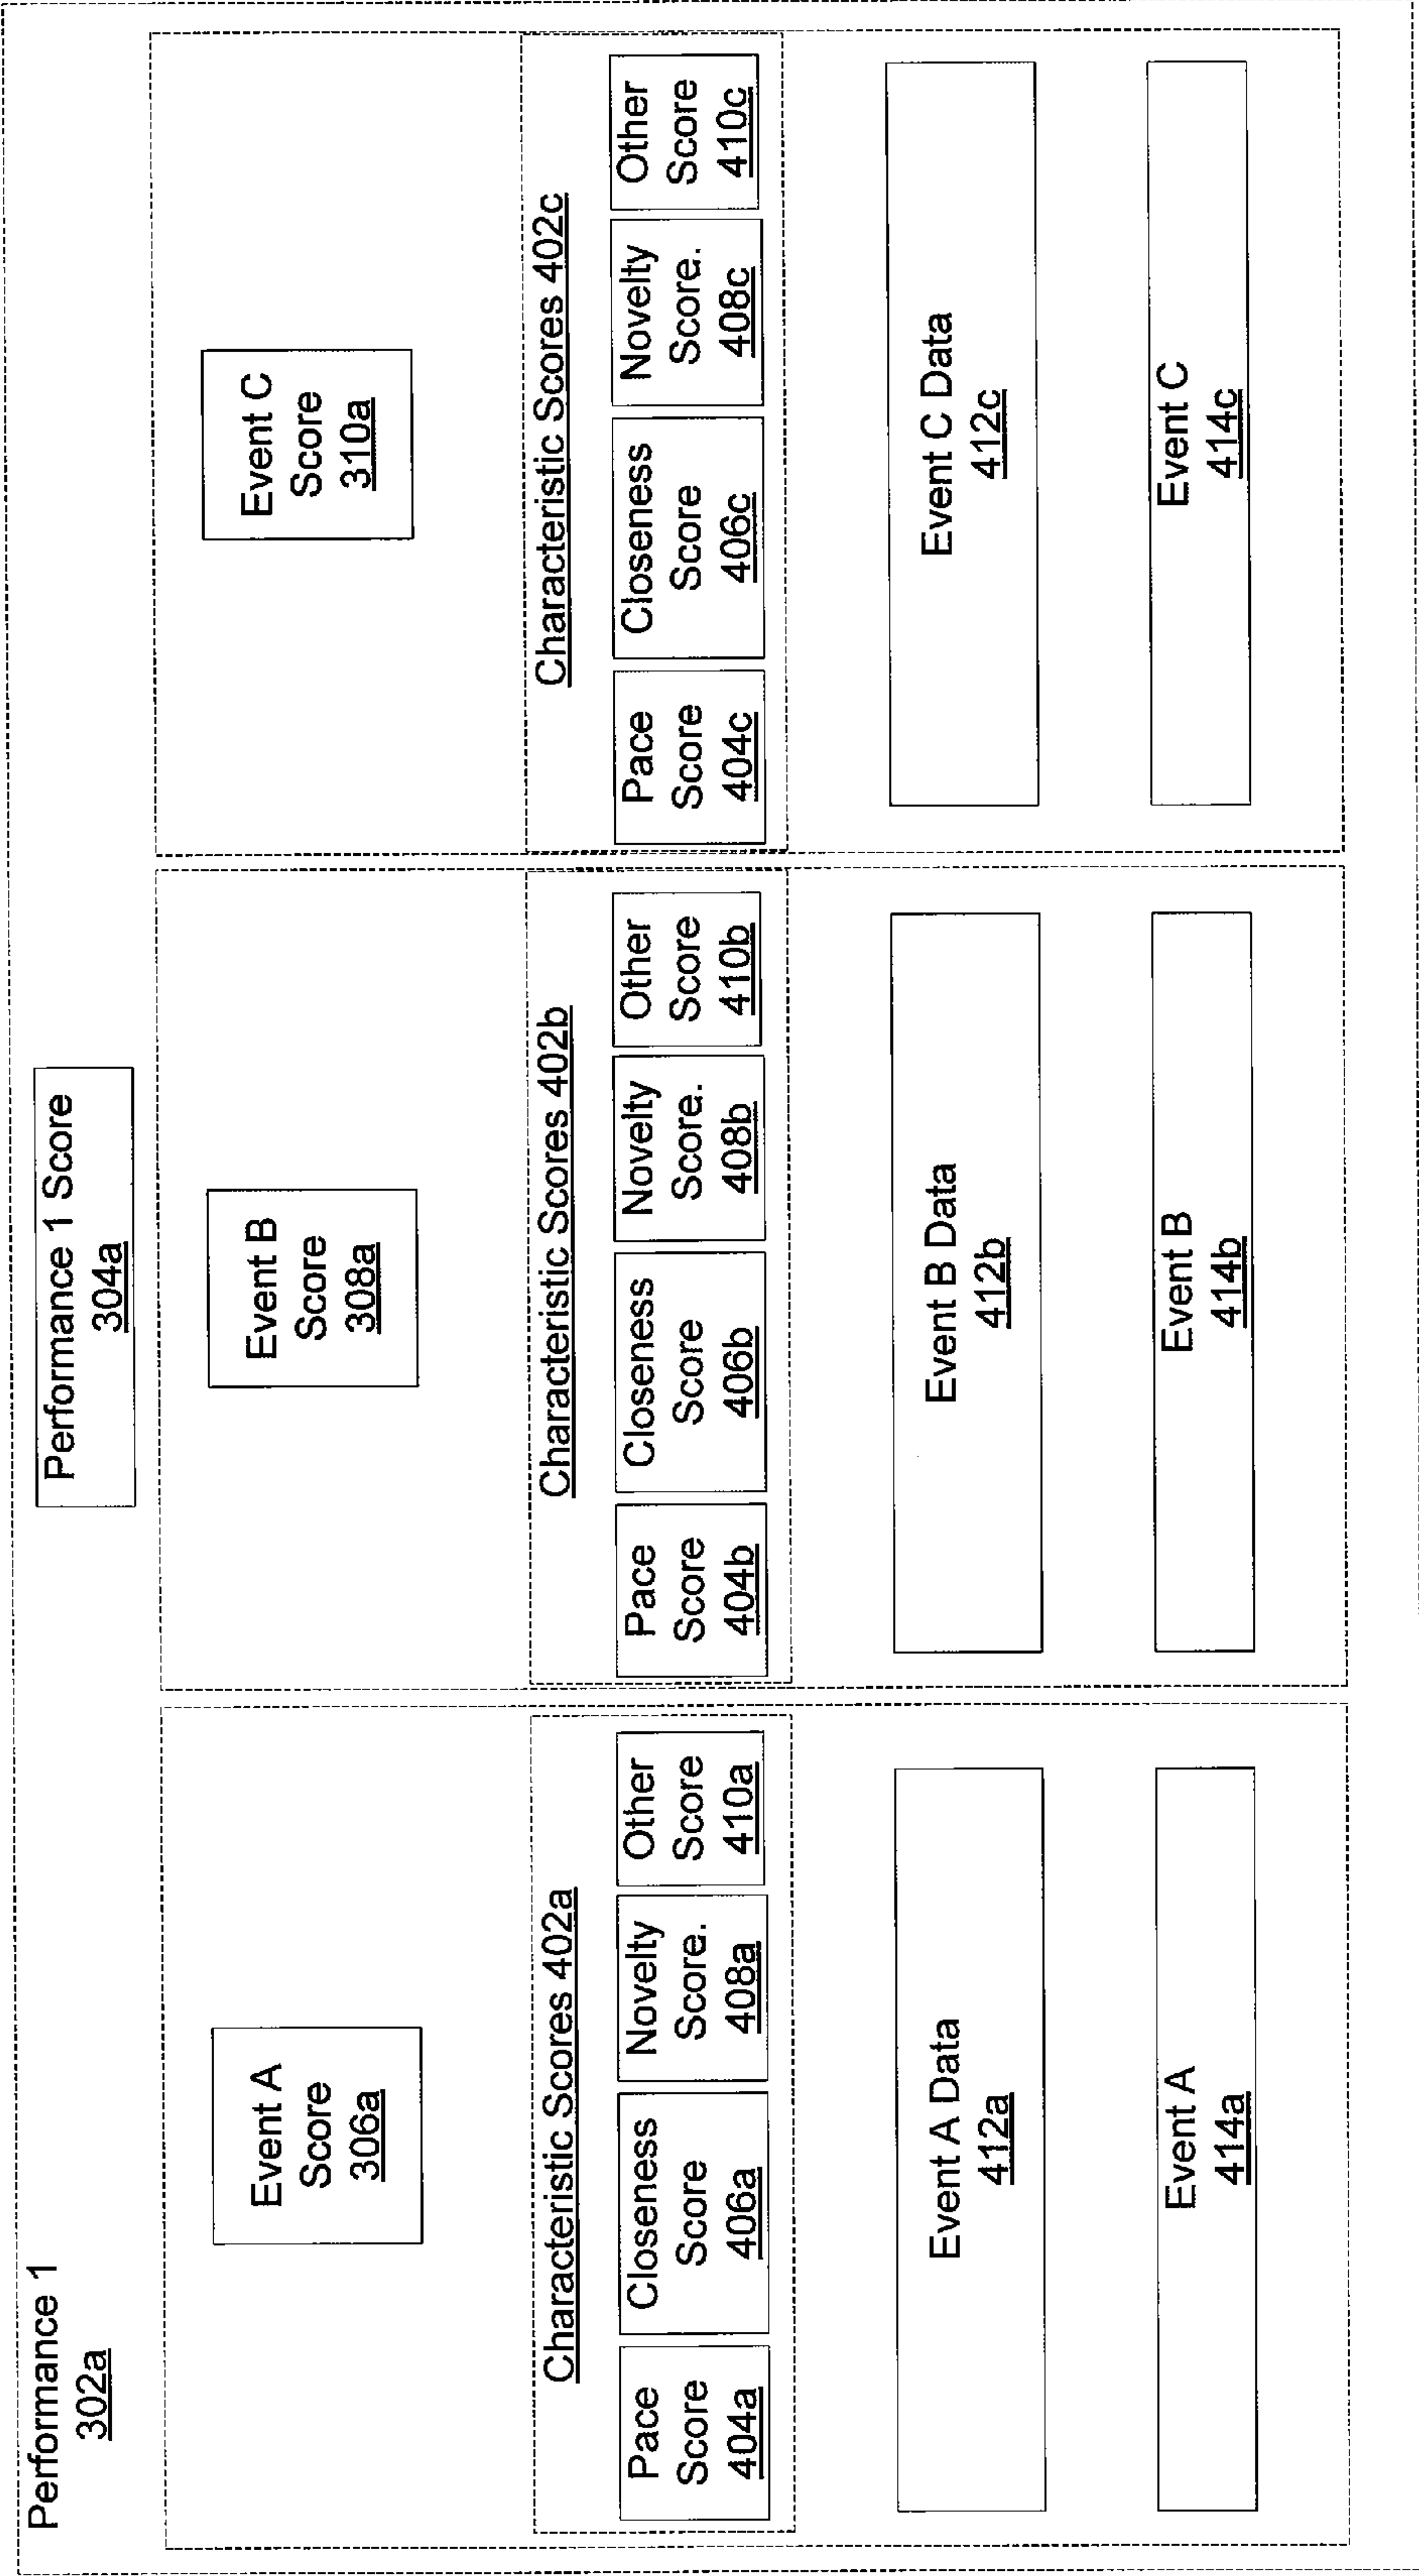 Performance 1
302a
Performance 1 Score
304a
Event A
Score
306a
Characteristic Scores 402a
Pace
Score
404a
Closeness
Score
406a
Novelty
Score.
408a
Other
Score
410a
Event A Data
412a
Event A
414a
Event B
Score
308a
Characteristic Scores 402b
Pace
Score
404b
Closeness
Score
406b
Novelty
Score.
408b
Other
Score
410b
Event B Data
412b
Event B
414b
Event C
Score
310a
Characteristic Scores 402c
Pace
Score
404c
Closeness
Score
406c
Novelty
Score.
408c
Other
Score
410c
Event C Data
412c
Event C
414c